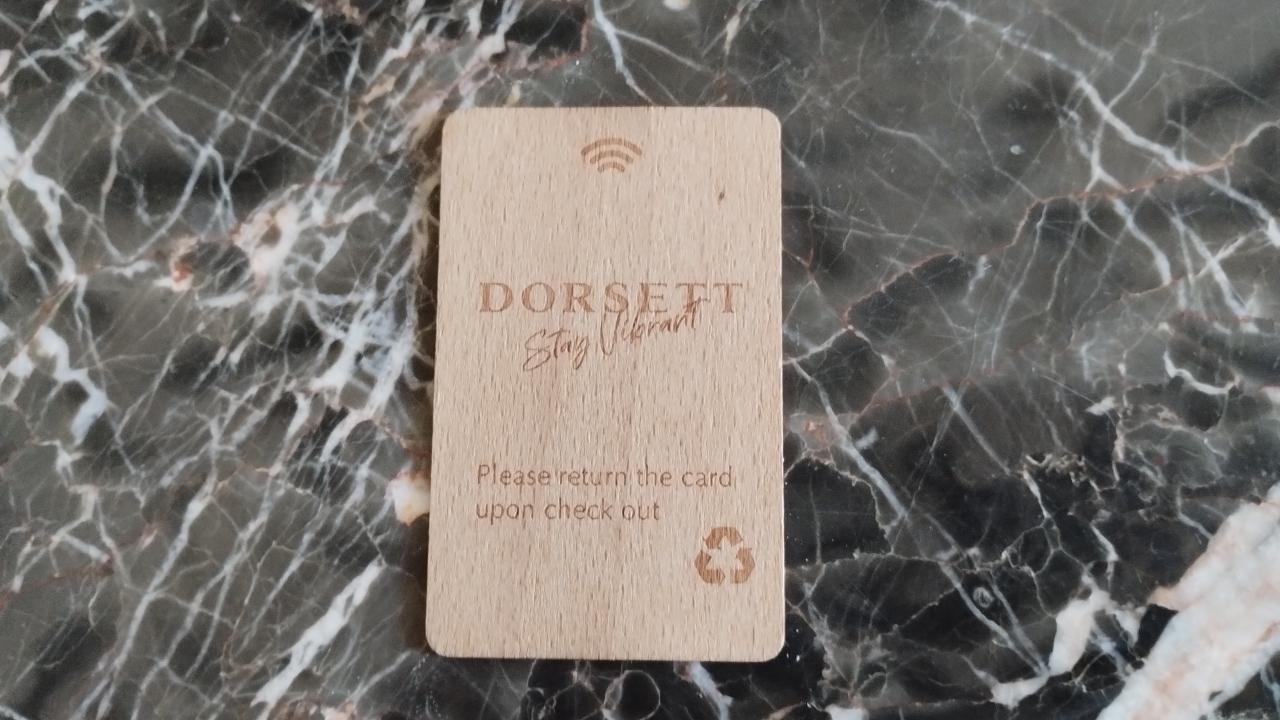 DORSETT
Stay Vibrant
Please return the card
upon check out